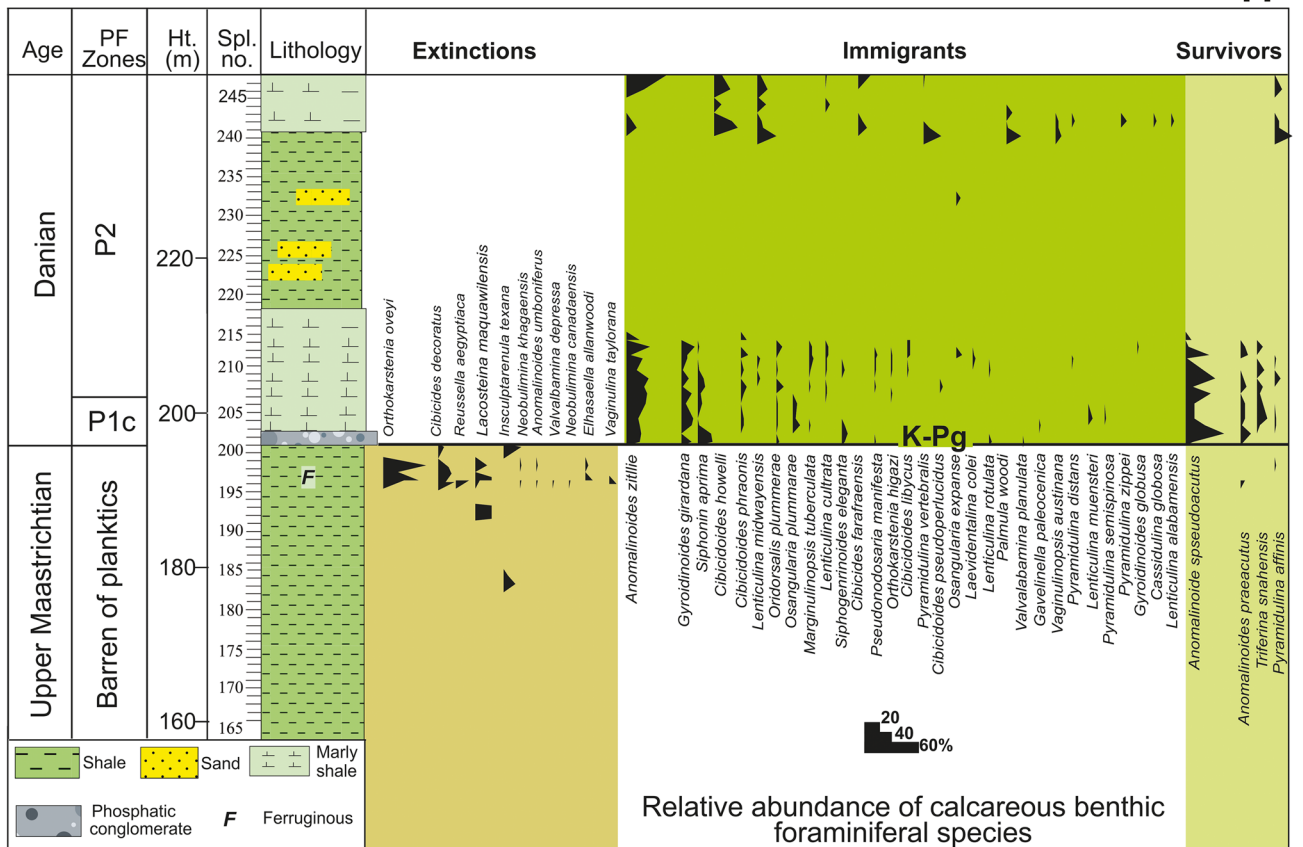 Age
PF
Zones
Ht.
(m)
Spl.
no.
Lithology
Extinctions
Immigrants
Survivors
Danian
Upper Maastrichtian
P2
P1c
Barren of planktics
220
200
180
160
245
240
235
230
225
220
215
210
205
200
195
190
185
180
175
170
165
F
Orthokarstenia oveyi
Cibicides decoratus
Reussella aegyptiaca
Lacosteina maquawilensis
Insculptarenula texana
Neobulimina khagaensis
Anomalinoides umboniferus
Valvbamina depressa
Neobulimina canadaensis
Elhasaella allanwoodi
Vaginulina taylorana
K-Pg
Anomalinoides zitllie
Gyrodinoides girardana
Siphonin aprima
Cibicidoides howelli
Cibicidoides phraonis
Lenticulina midwayensis
Oridorsalis plummerae
Osangularia plummarae
Marginulinopsis tuberculata
Lenticulina cultrata
Siphogenrinoides eleganta
Cibicides farafraensis
Pseudonodosaria manifesta
Orthokarstenia higazi
Cibicidoides libycus
Pyramidulina vertebralis
Cibicidoides pseudoperlucidus
Osangularia expanse
Laevidentalina colei
Lenticulina rotulata
Palmula woodi
Valvalabamina planulata
Gavelinella paleocenica
Vaginulinopsis austinana
Pyramidulina distans
Lenticulina muensteri
Pyramidulina semispinosa
Pyramidulina zippei
Gyroidinoides globusa
Cassidulina globosa
Lenticulina alabamensis
Anomalinoide spseudoacutus
Anomalinoides praeacutus
Triferina snahensis
Pyramidulina affinis
20
40
60%
Relative abundance of calcareous benthic
foraminiferal species
Shale
Sand
Marly
shale
Phosphatic
conglomerate
F
Ferruginous